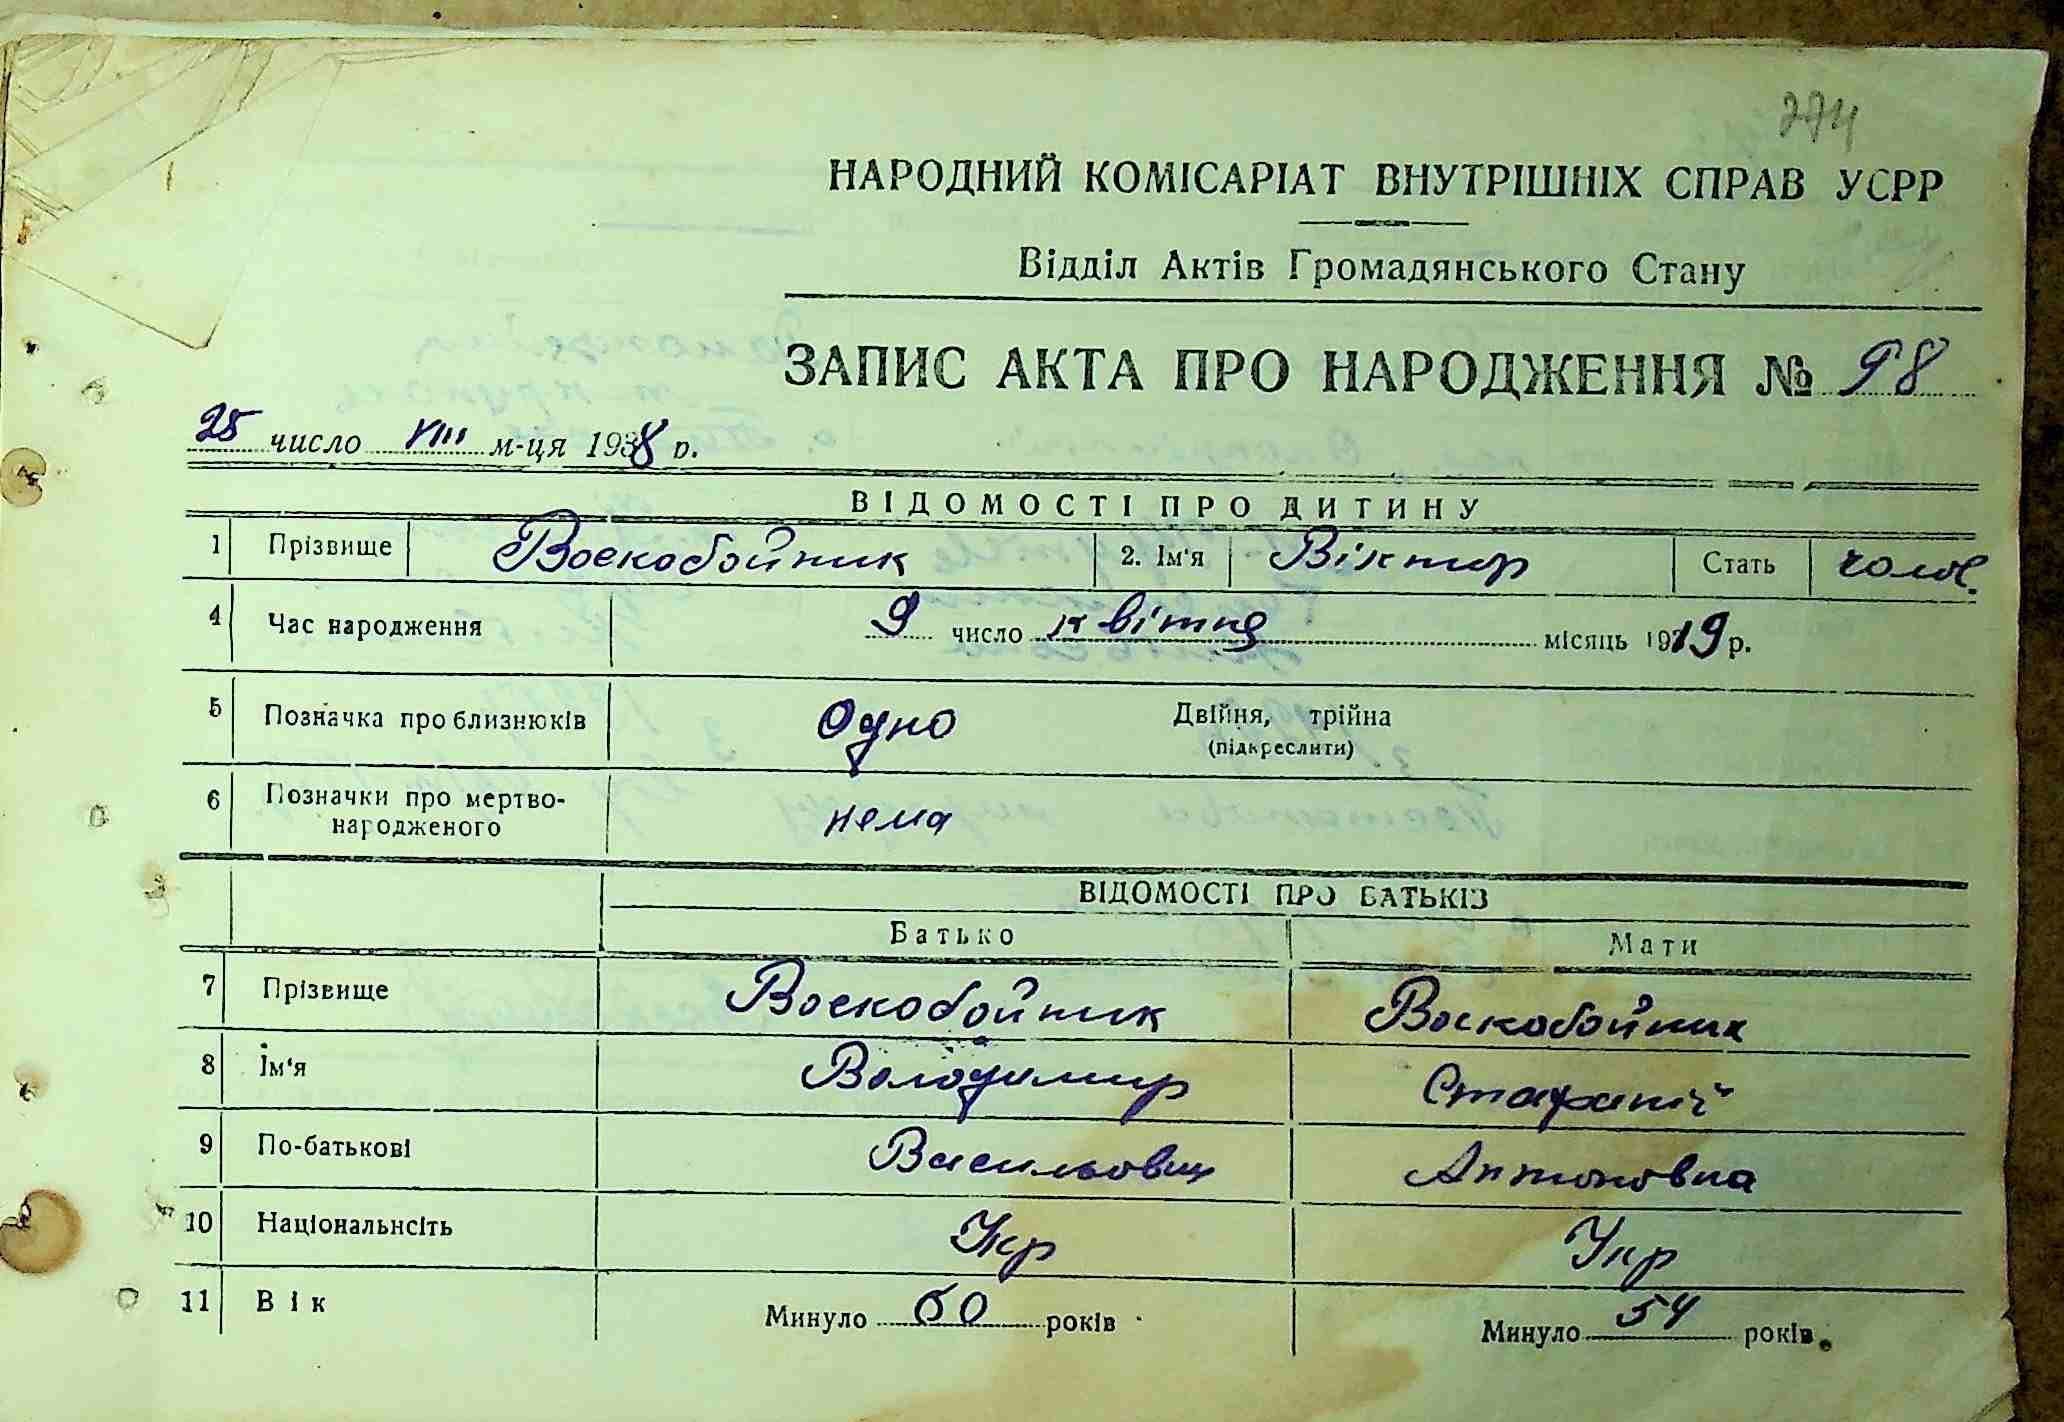 274
НАРОДНИЙ КОМІСАРІАТ ВНУТРІШНІХ СПРАВ УСРР
Відділ Актів Громадянського Стану
ЗАПИС АКТА ПРО НАРОДЖЕННЯ № 98
25 число VIII м-ця 1938 р.
ВІДОМОСТІ ПРО ДИТИНУ
1 Прізвище Воскобойник 2. Ім'я Віктор Стать чолов.
4 Час народження 9 число квітня місяць 1919 р.
5 Позначка про близнюків Одно Двійня, трійна
(підкреслити)
6 Позначки про мертво-
народженого нема
ВІДОМОСТІ ПРО БАТЬКІВ
Батько Мати
7 Прізвище Воскобойник Воскобойник
8 Ім'я Володимир
9 По-батькові Васильович Антоновна
10 Національнсіть Укр Укр
11 Вік Минуло 60 років Минуло 54 років.